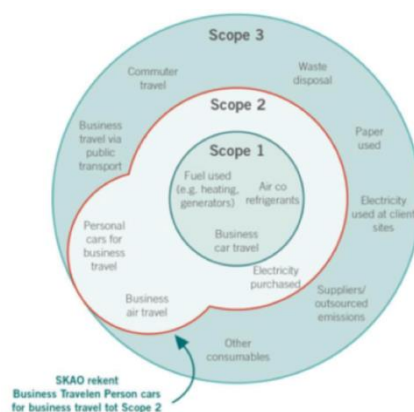 Scope 3
Commuter
travel
Waste
disposal
Scope 2
Business
travel via
public
transport
Scope 1
Paper
used
Fuel used
(e.g. heating,
generators)
Air co
refrigerants
Electricity
used at client
sites
Personal
cars for
business
travel
Business
car travel
Electricity
purchased
Suppliers/
outsourced
emissions
Business
air travel
Other
consumables
SKAO rekent
Business Travelen Person cars
for business travel tot Scope 2